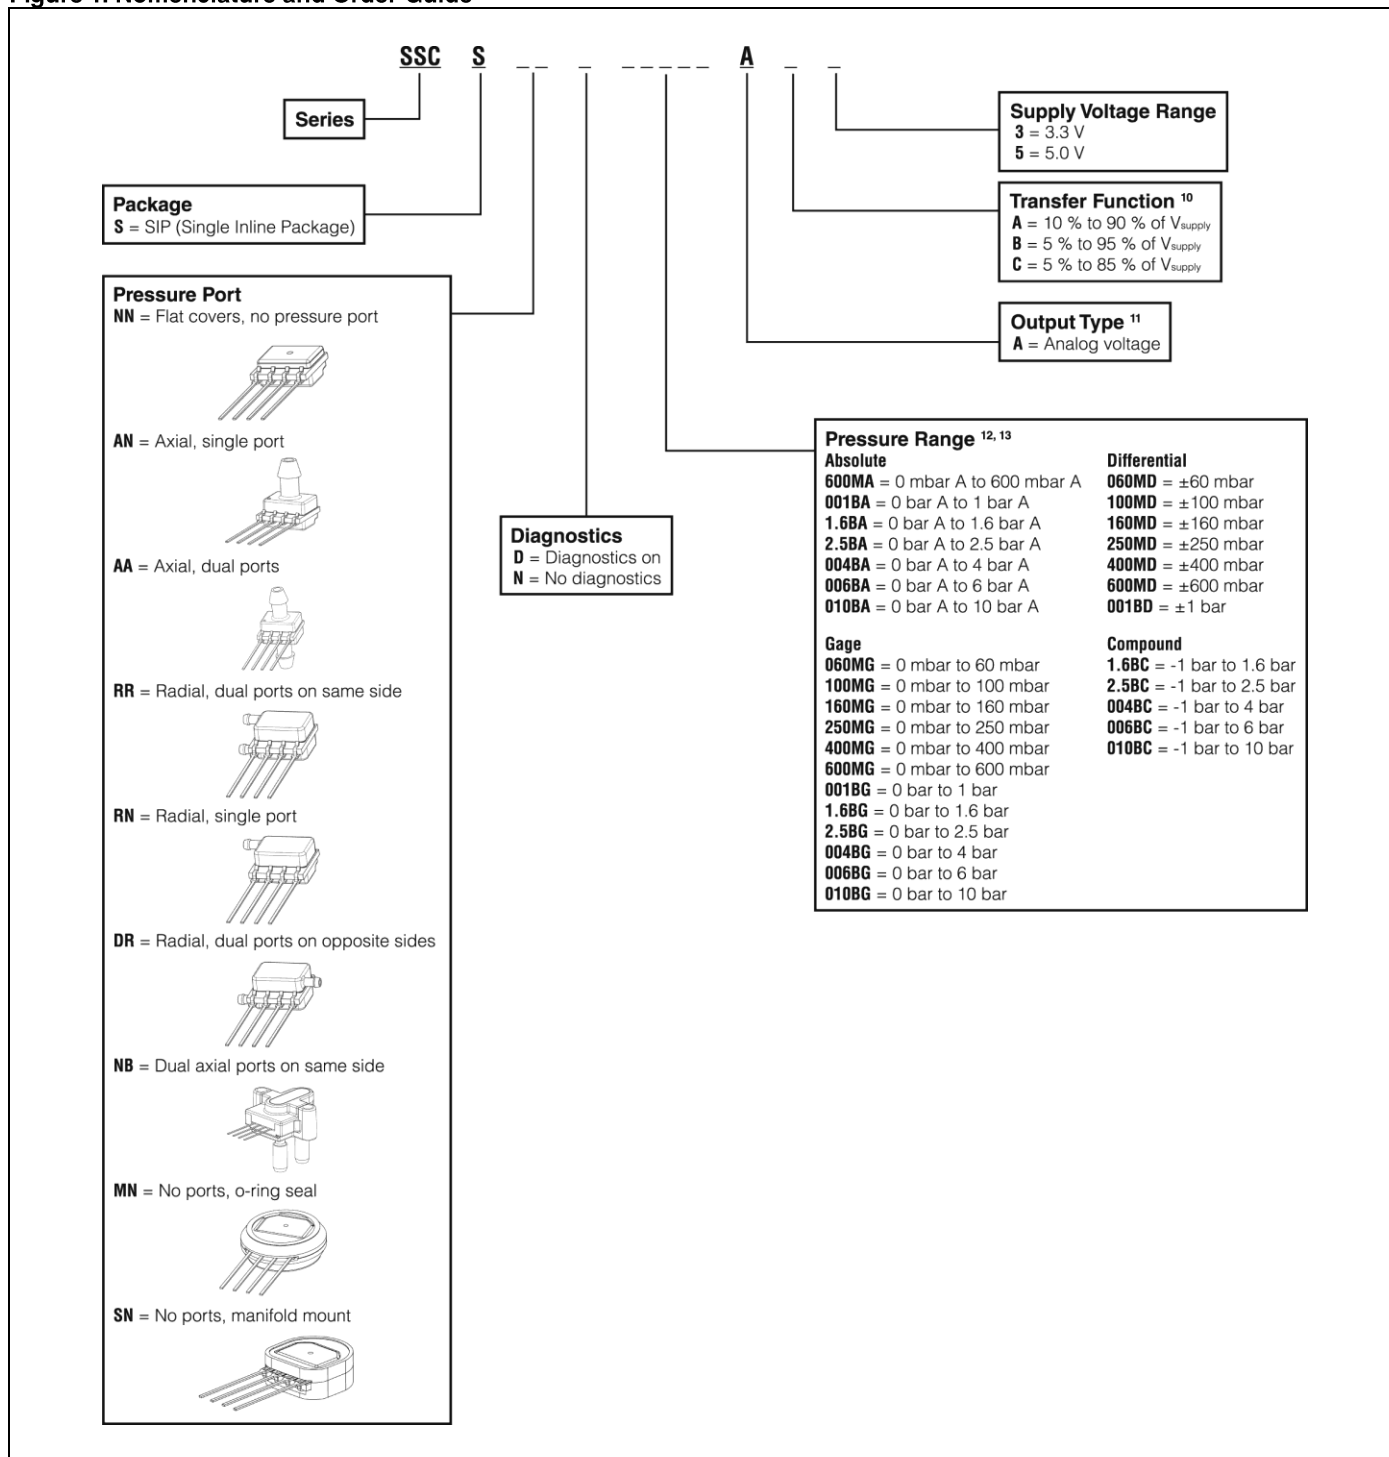 SSC S _ _ _ _ _ _ _ _ A _ _
Series
Supply Voltage Range
3 = 3.3 V
5 = 5.0 V
Package
S = SIP (Single Inline Package)
Transfer Function 10
A = 10 % to 90 % of Vsupply
B = 5 % to 95 % of Vsupply
C = 5 % to 85 % of Vsupply
Output Type 11
A = Analog voltage
Pressure Port
NN = Flat covers, no pressure port
AN = Axial, single port
AA = Axial, dual ports
RR = Radial, dual ports on same side
RN = Radial, single port
DR = Radial, dual ports on opposite sides
NB = Dual axial ports on same side
MN = No ports, o-ring seal
SN = No ports, manifold mount
Diagnostics
D = Diagnostics on
N = No diagnostics
Pressure Range 12, 13
Absolute
600MA = 0 mbar A to 600 mbar A
001BA = 0 bar A to 1 bar A
1.6BA = 0 bar A to 1.6 bar A
2.5BA = 0 bar A to 2.5 bar A
004BA = 0 bar A to 4 bar A
006BA = 0 bar A to 6 bar A
010BA = 0 bar A to 10 bar A
Differential
060MD = ±60 mbar
100MD = ±100 mbar
160MD = ±160 mbar
250MD = ±250 mbar
400MD = ±400 mbar
600MD = ±600 mbar
001BD = ±1 bar
Gage
060MG = 0 mbar to 60 mbar
100MG = 0 mbar to 100 mbar
160MG = 0 mbar to 160 mbar
250MG = 0 mbar to 250 mbar
400MG = 0 mbar to 400 mbar
600MG = 0 mbar to 600 mbar
001BG = 0 bar to 1 bar
1.6BG = 0 bar to 1.6 bar
2.5BG = 0 bar to 2.5 bar
004BG = 0 bar to 4 bar
006BG = 0 bar to 6 bar
010BG = 0 bar to 10 bar
Compound
1.6BC = -1 bar to 1.6 bar
2.5BC = -1 bar to 2.5 bar
004BC = -1 bar to 4 bar
006BC = -1 bar to 6 bar
010BC = -1 bar to 10 bar